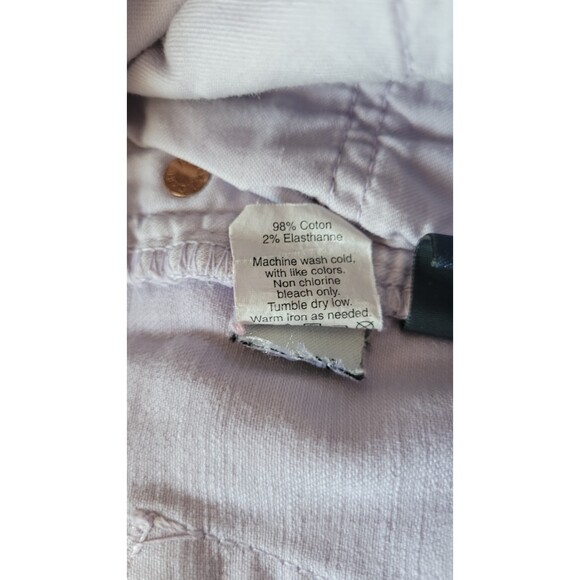 98% Coton
2% Elasthanne
Machine wash cold.
with like colors.
Non chlorine
bleach only.
Tumble dry low.
Warm iron as needed.